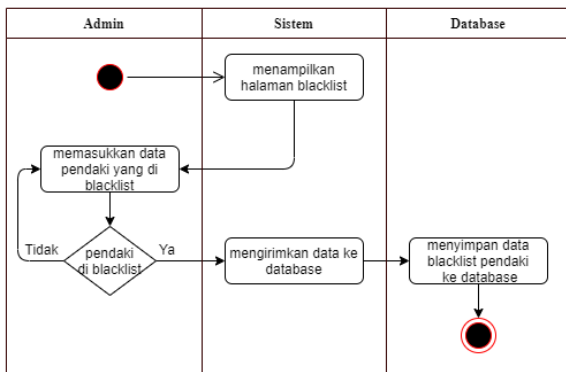 Admin
Sistem
Database
menampilkan
halaman blacklist
memasukkan data
pendaki yang di
blacklist
Tidak
pendaki
di blacklist
Ya
mengirimkan data ke
database
menyimpan data
blacklist pendaki
ke database